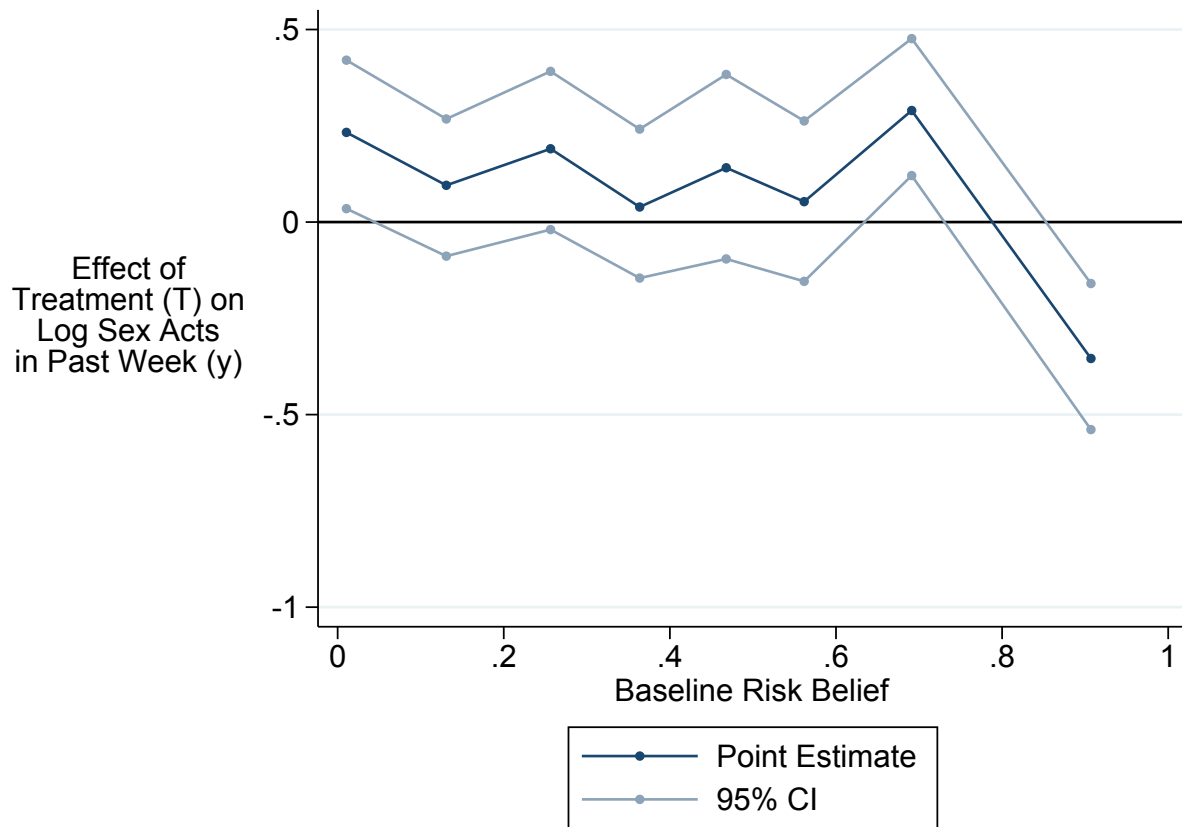 .5
0
-.5
-1
Effect of
Treatment (T) on
Log Sex Acts
in Past Week (y)
0 .2 .4 .6 .8 1
Baseline Risk Belief
Point Estimate
95% CI